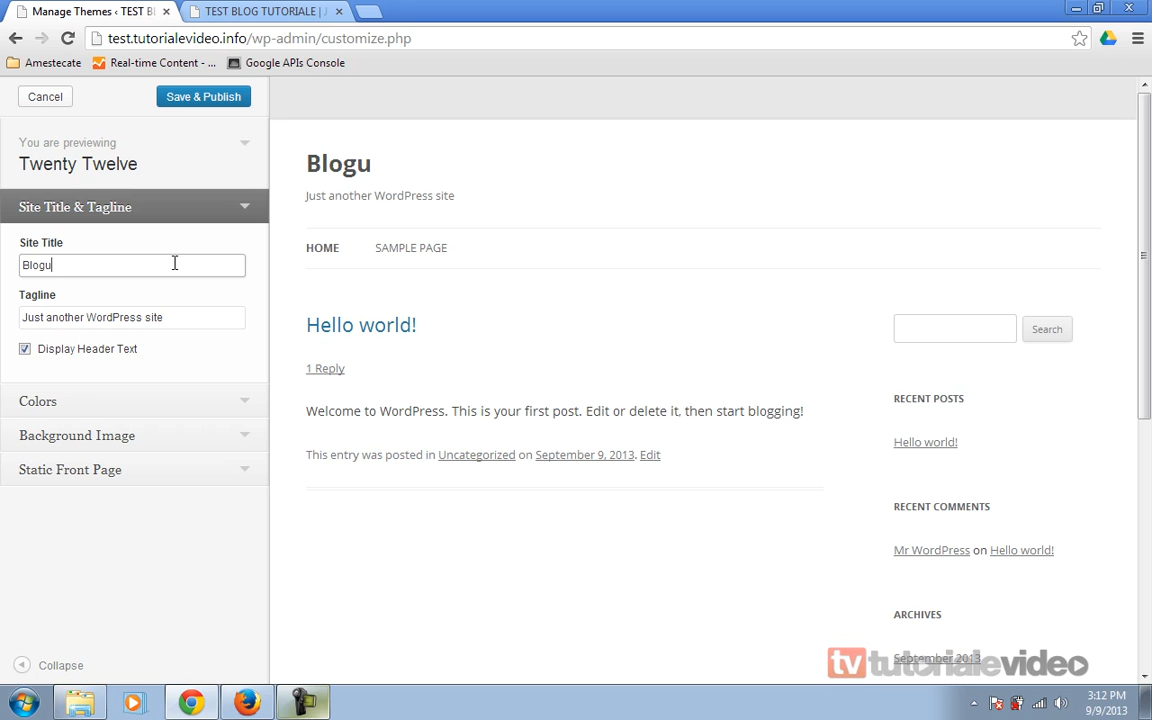 Manage Themes ‹ TEST BL
TEST BLOG TUTORIALE | J
test.tutorialevideo.info/wp-admin/customize.php
Amestecate
Real-time Content - ...
Google APIs Console
Cancel
Save & Publish
You are previewing
Twenty Twelve
Site Title & Tagline
Site Title
Blogu
Tagline
Just another WordPress site
Display Header Text
Colors
Background Image
Static Front Page
Collapse
Blogu
Just another WordPress site
HOME
SAMPLE PAGE
Hello world!
1 Reply
Welcome to WordPress. This is your first post. Edit or delete it, then start blogging!
This entry was posted in Uncategorized on September 9, 2013. Edit
Search
RECENT POSTS
Hello world!
RECENT COMMENTS
Mr WordPress on Hello world!
ARCHIVES
September 2013
tv tutorialevideo
3:12 PM
9/9/2013